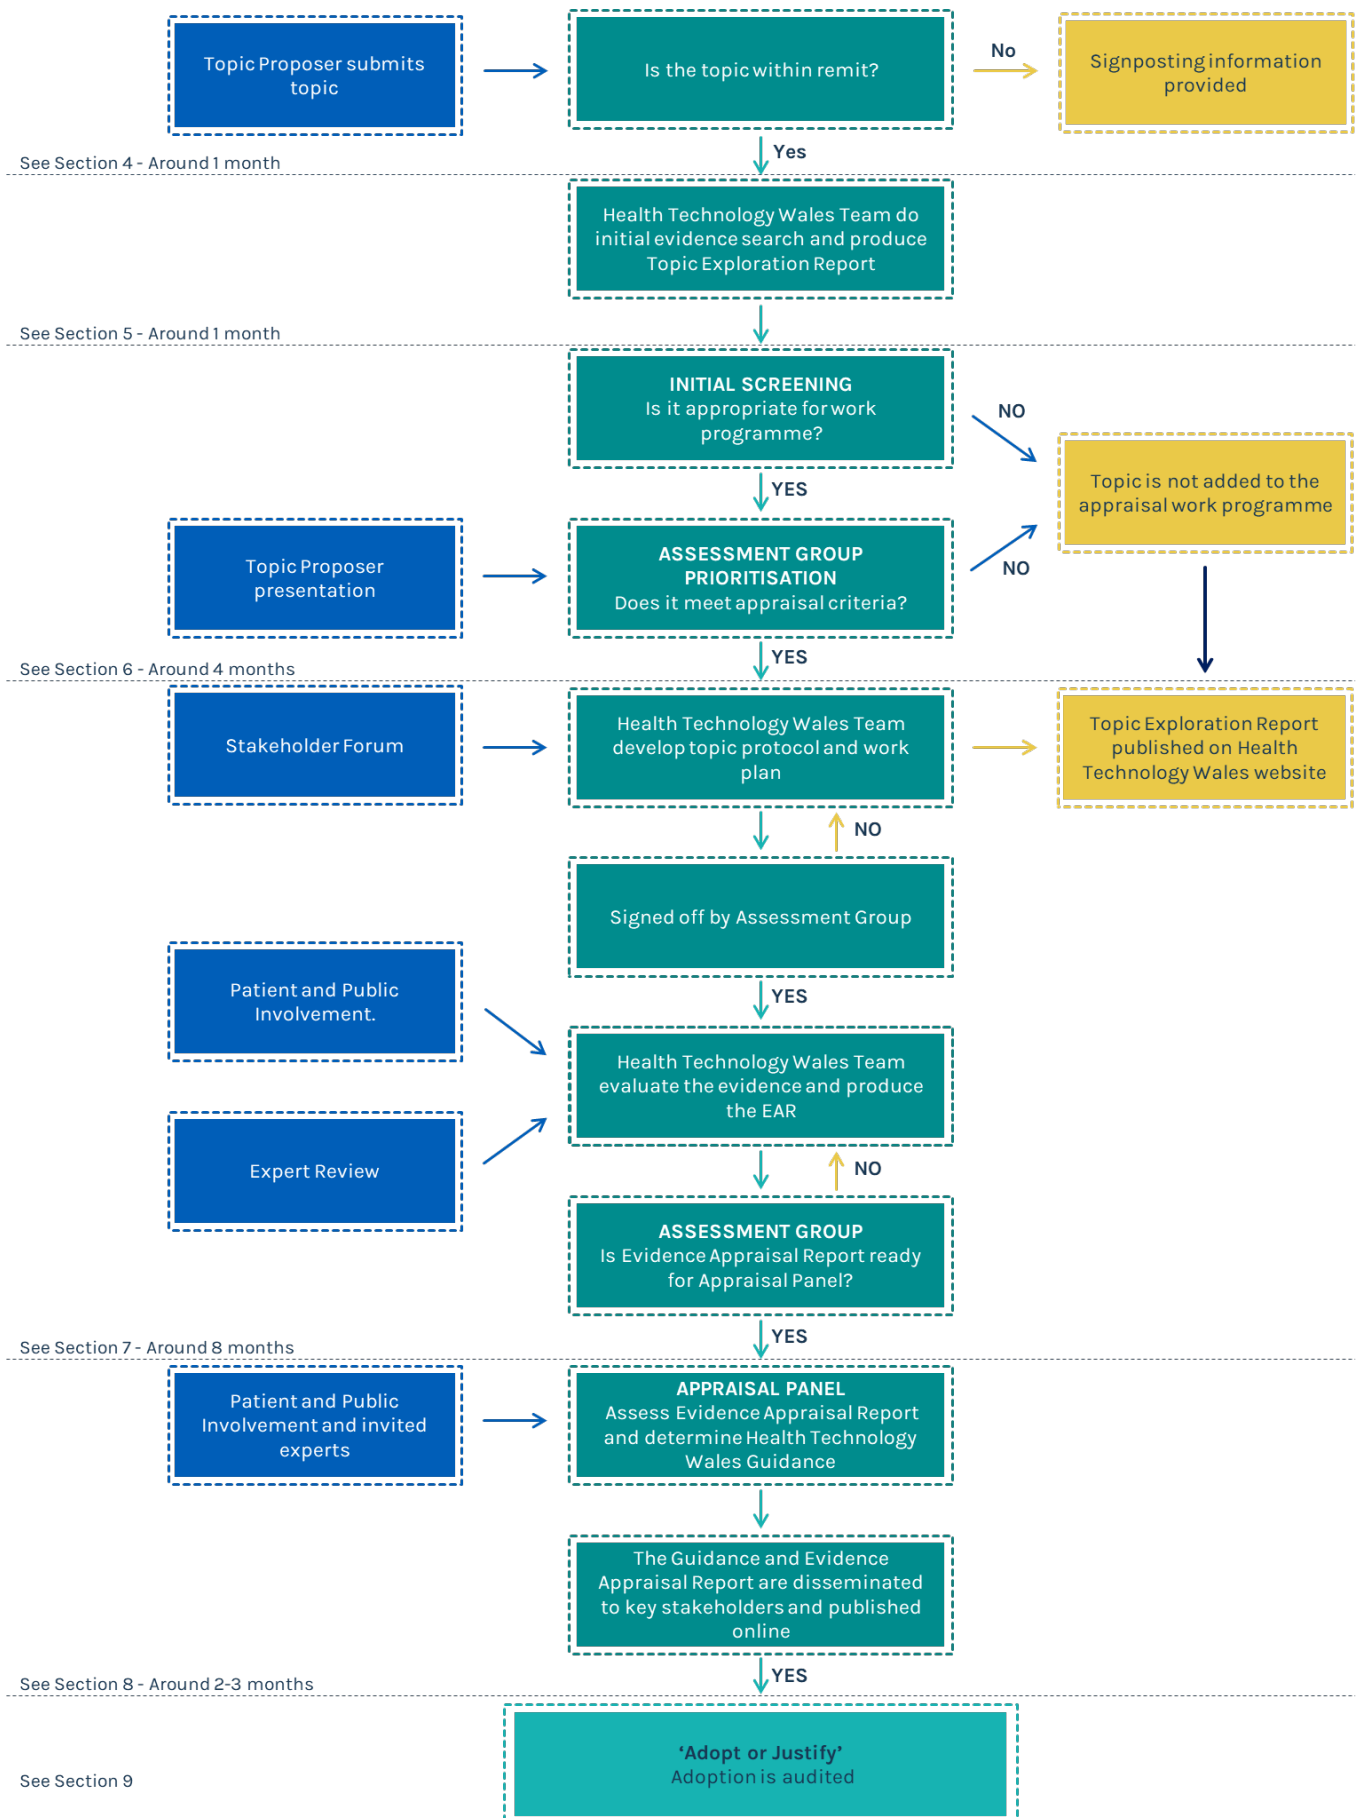 Topic Proposer submits
topic
Is the topic within remit?
No
Signposting information
provided
Yes
See Section 4 - Around 1 month
Health Technology Wales Team do
initial evidence search and produce
Topic Exploration Report
See Section 5 - Around 1 month
INITIAL SCREENING
Is it appropriate for work
programme?
NO
YES
Topic is not added to the
appraisal work programme
Topic Proposer
presentation
ASSESSMENT GROUP
PRIORITISATION
Does it meet appraisal criteria?
NO
YES
See Section 6 - Around 4 months
Stakeholder Forum
Health Technology Wales Team
develop topic protocol and work
plan
Topic Exploration Report
published on Health
Technology Wales website
NO
Signed off by Assessment Group
YES
Patient and Public
Involvement.
Health Technology Wales Team
evaluate the evidence and produce
the EAR
Expert Review
NO
ASSESSMENT GROUP
Is Evidence Appraisal Report ready
for Appraisal Panel?
YES
See Section 7 - Around 8 months
Patient and Public
Involvement and invited
experts
APPRAISAL PANEL
Assess Evidence Appraisal Report
and determine Health Technology
Wales Guidance
The Guidance and Evidence
Appraisal Report are disseminated
to key stakeholders and published
online
YES
See Section 8 - Around 2-3 months
‘Adopt or Justify’
Adoption is audited
See Section 9